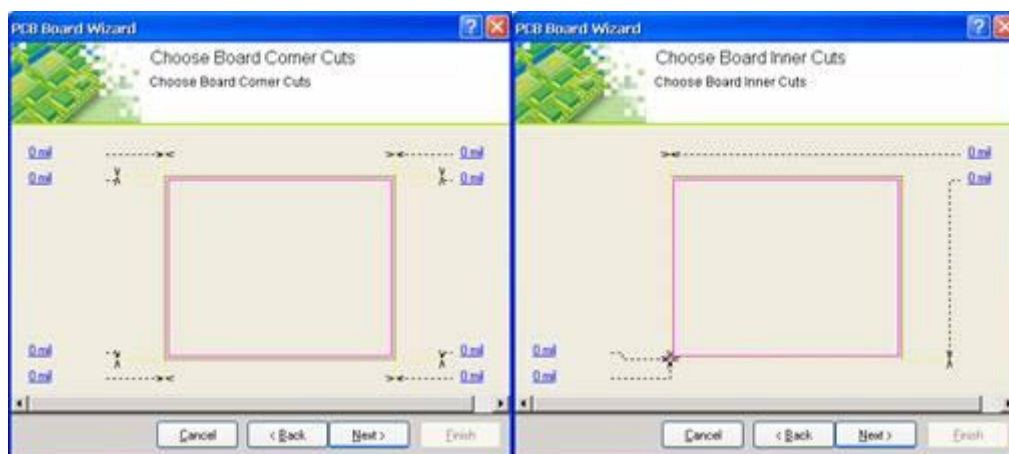 PCB Board Wizard
Choose Board Corner Cuts
Choose Board Corner Cuts
0 mil 0 mil
0 mil 0 mil
0 mil 0 mil
0 mil 0 mil
Cancel < Back Next > Finish
PCB Board Wizard
Choose Board Inner Cuts
Choose Board Inner Cuts
0 mil
0 mil
0 mil
0 mil
Cancel < Back Next > Finish